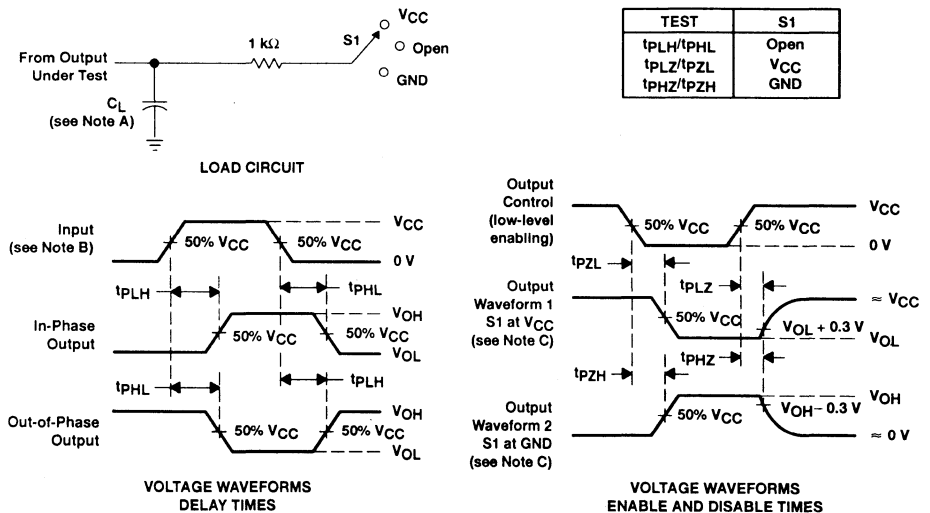 VCC
1 kΩ
S1
Open
From Output
Under Test
GND
CL
(see Note A)
LOAD CIRCUIT
TEST S1
tPLH/tPHL Open
tPLZ/tPZL VCC
tPHZ/tPZH GND
Input
(see Note B)
50% VCC
50% VCC
VCC
0 V
tPLH
tPHL
In-Phase
Output
50% VCC
50% VCC
VOH
VOL
tPHL
tPLH
Out-of-Phase
Output
50% VCC
50% VCC
VOH
VOL
VOLTAGE WAVEFORMS
DELAY TIMES
Output
Control
(low-level
enabling)
50% VCC
50% VCC
VCC
0 V
tPZL
tPLZ
Output
Waveform 1
S1 at VCC
(see Note C)
50% VCC
≈ VCC
VOL + 0.3 V
VOL
tPHZ
tPZH
Output
Waveform 2
S1 at GND
(see Note C)
50% VCC
VOH
VOH − 0.3 V
≈ 0 V
VOLTAGE WAVEFORMS
ENABLE AND DISABLE TIMES